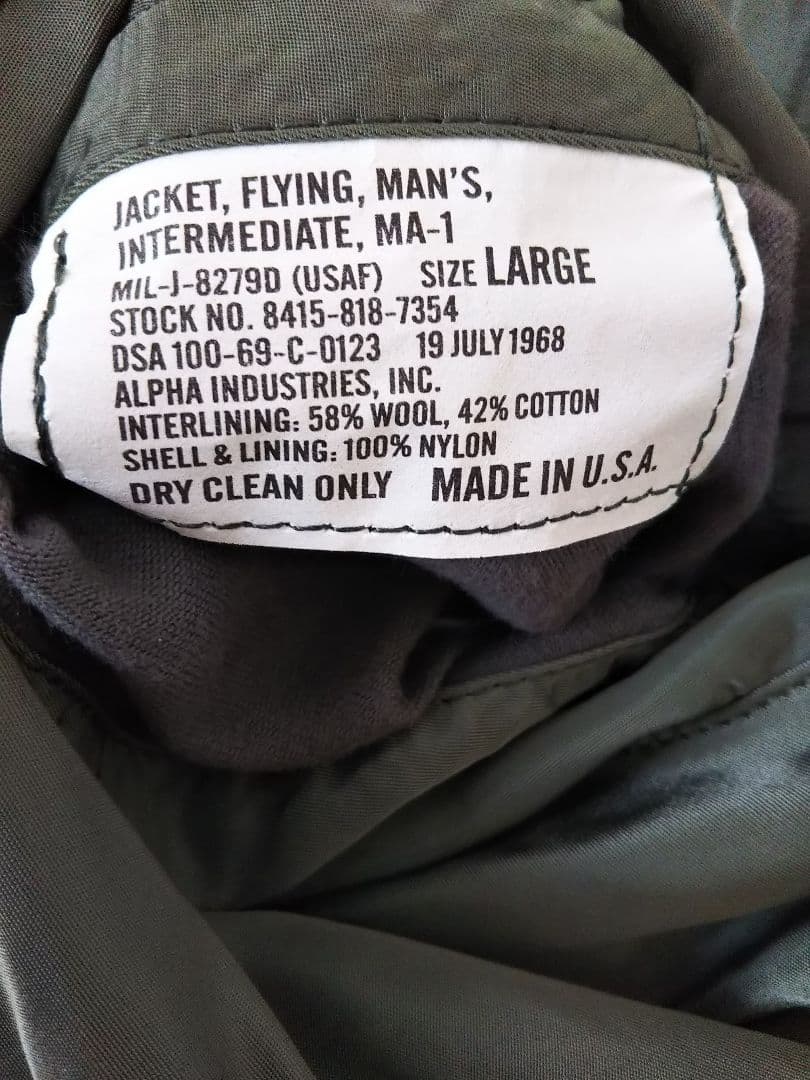 JACKET, FLYING, MAN'S,
INTERMEDIATE, MA-1
MIL-J-8279D (USAF) SIZE LARGE
STOCK NO. 8415-818-7354
DSA 100-69-C-0123 19 JULY 1968
ALPHA INDUSTRIES, INC.
INTERLINING: 58% WOOL, 42% COTTON
SHELL & LINING: 100% NYLON
DRY CLEAN ONLY MADE IN U.S.A.